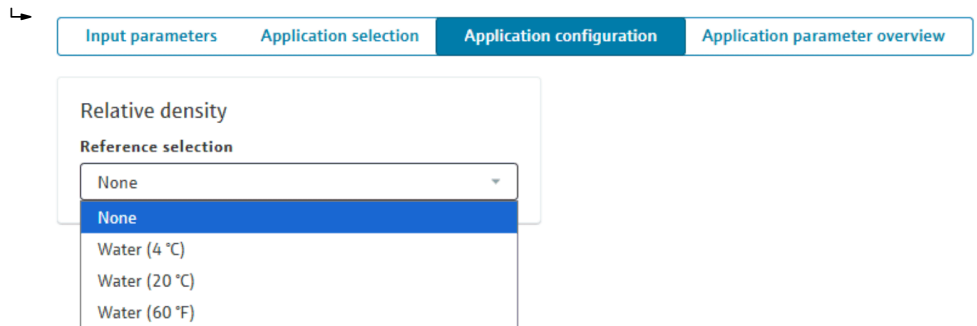 Input parameters Application selection Application configuration Application parameter overview
Relative density
Reference selection
None
None
Water (4 °C)
Water (20 °C)
Water (60 °F)